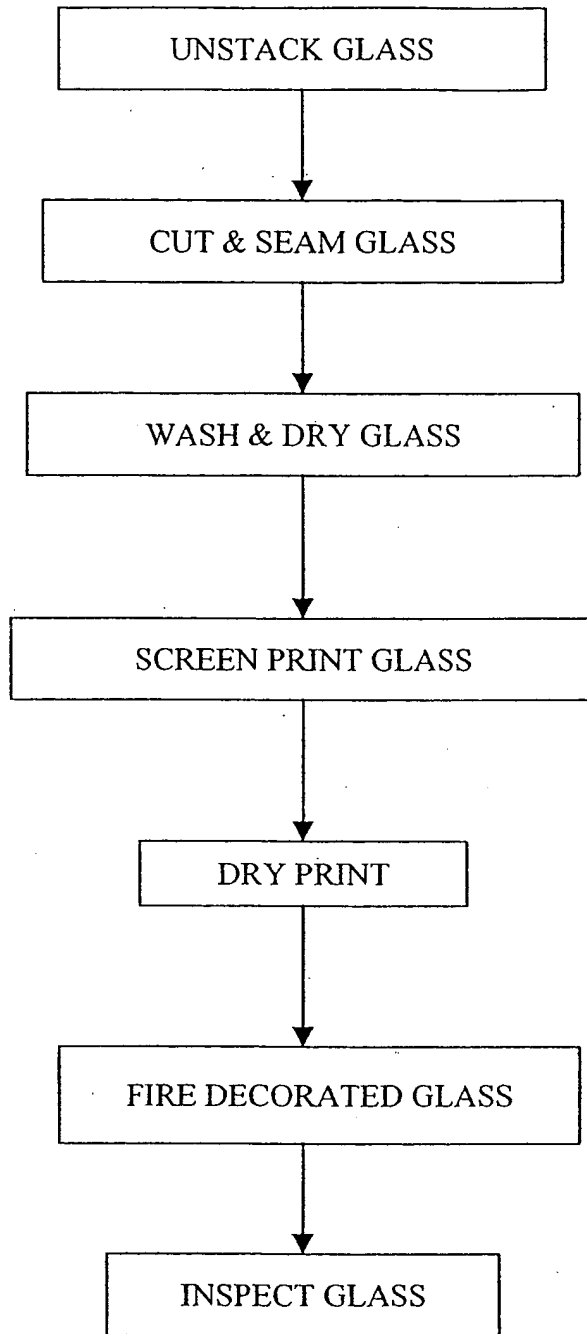 UNSTACK GLASS
CUT & SEAM GLASS
WASH & DRY GLASS
SCREEN PRINT GLASS
DRY PRINT
FIRE DECORATED GLASS
INSPECT GLASS